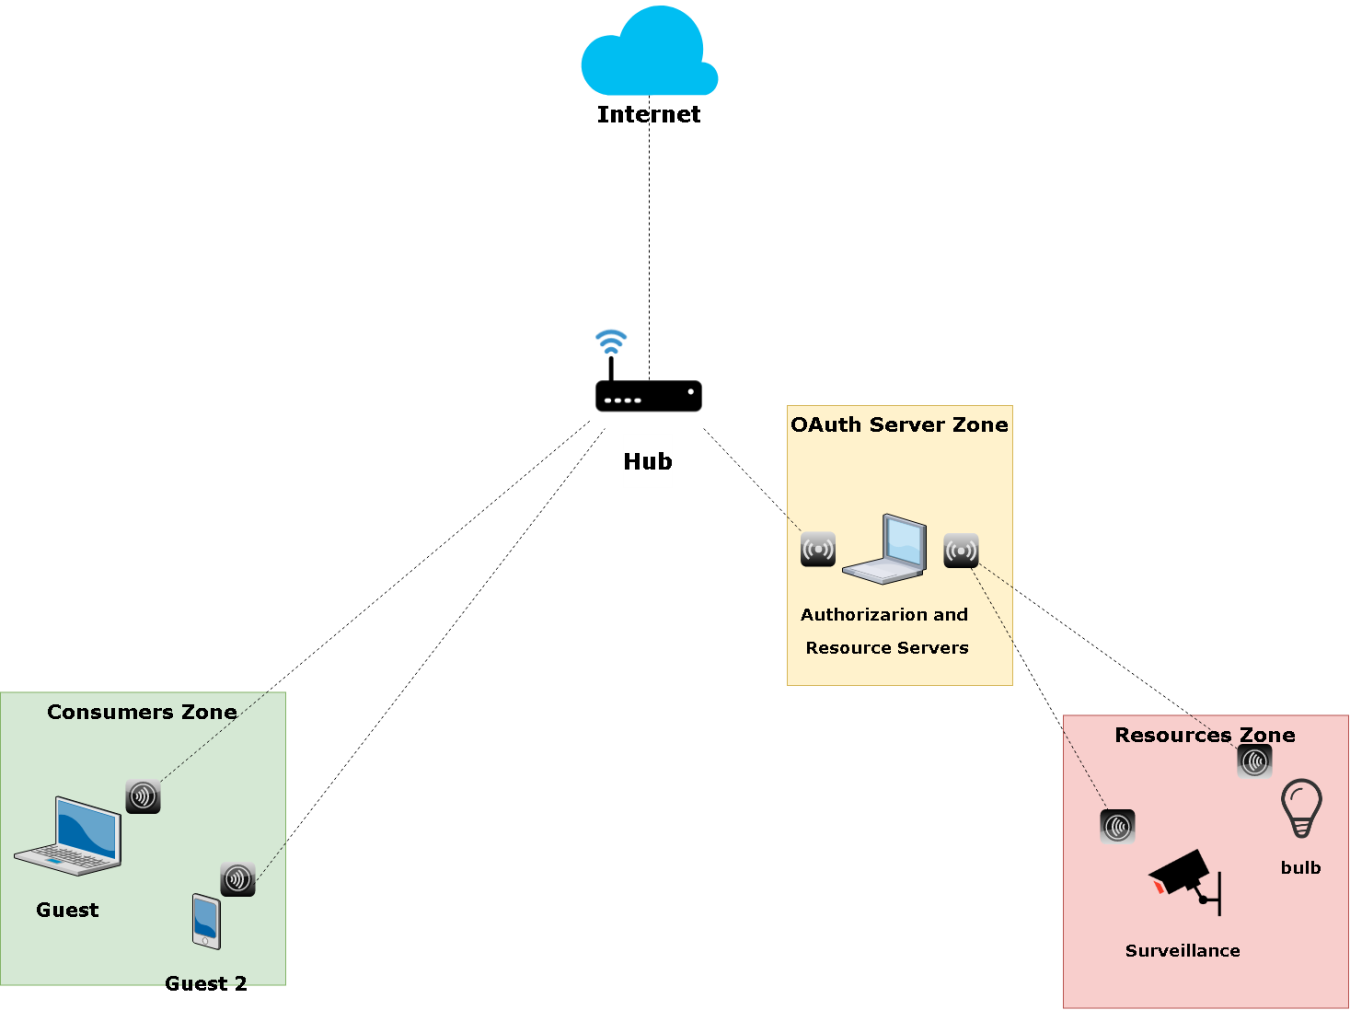 Internet
Hub
OAuth Server Zone
Authorizarion and
Resource Servers
Consumers Zone
Guest
Guest 2
Resources Zone
bulb
Surveillance